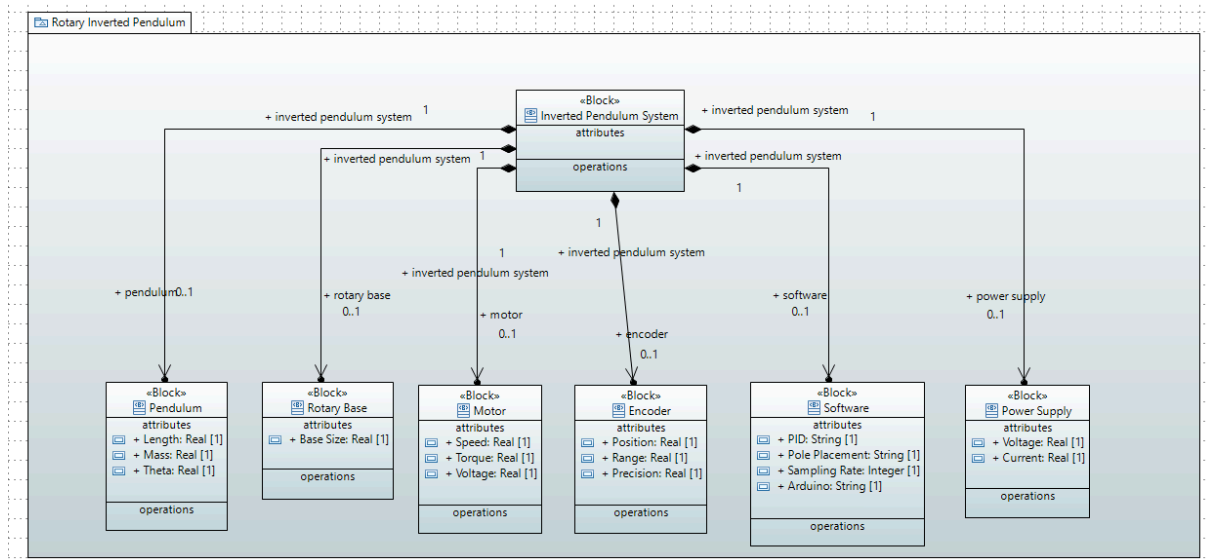 Rotary Inverted Pendulum
«Block»
Inverted Pendulum System
attributes
operations
+ inverted pendulum system
1
+ inverted pendulum system
1
+ inverted pendulum system
1
+ inverted pendulum system
1
+ inverted pendulum system
1
+ inverted pendulum system
1
+ pendulum
0..1
+ rotary base
0..1
+ motor
0..1
+ encoder
0..1
+ software
0..1
+ power supply
0..1
«Block»
Pendulum
attributes
+ Length: Real [1]
+ Mass: Real [1]
+ Theta: Real [1]
operations
«Block»
Rotary Base
attributes
+ Base Size: Real [1]
operations
«Block»
Motor
attributes
+ Speed: Real [1]
+ Torque: Real [1]
+ Voltage: Real [1]
operations
«Block»
Encoder
attributes
+ Position: Real [1]
+ Range: Real [1]
+ Precision: Real [1]
operations
«Block»
Software
attributes
+ PID: String [1]
+ Pole Placement: String [1]
+ Sampling Rate: Integer [1]
+ Arduino: String [1]
operations
«Block»
Power Supply
attributes
+ Voltage: Real [1]
+ Current: Real [1]
operations